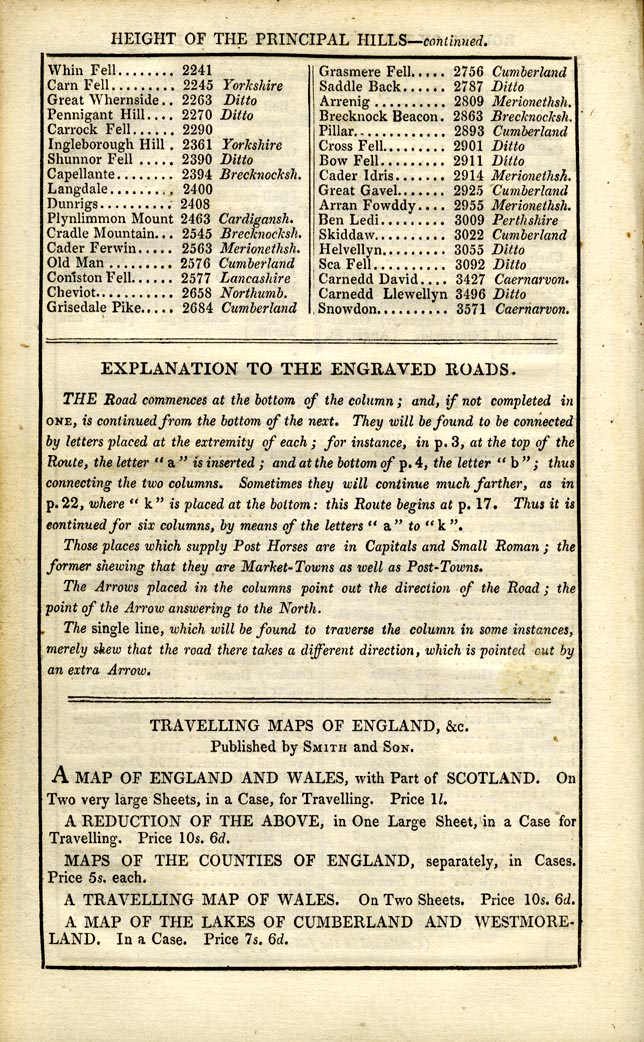 HEIGHT OF THE PRINCIPAL HILLS—continued.
Whin Fell........ 2241
Carn Fell......... 2245 Yorkshire
Great Whernside.. 2263 Ditto
Pennigant Hill.... 2270 Ditto
Carrock Fell...... 2290
Ingleborough Hill . 2361 Yorkshire
Shunnor Fell ..... 2390 Ditto
Capellante........ 2394 Brecknocksh.
Langdale......... 2400
Dunrigs.......... 2408
Plynlimmon Mount 2463 Cardigansh.
Cradle Mountain... 2545 Brecknocksh.
Cader Ferwin..... 2563 Merionethsh.
Old Man ......... 2576 Cumberland
Coniston Fell...... 2577 Lancashire
Cheviot........... 2658 Northumb.
Grisedale Pike..... 2684 Cumberland
Grasmere Fell..... 2756 Cumberland
Saddle Back...... 2787 Ditto
Arrenig .......... 2809 Merionethsh.
Brecknock Beacon. 2863 Brecknocksh.
Pillar............. 2893 Cumberland
Cross Fell......... 2901 Ditto
Bow Fell......... 2911 Ditto
Cader Idris....... 2914 Merionethsh.
Great Gavel....... 2925 Cumberland
Arran Fowddy.... 2955 Merionethsh.
Ben Ledi......... 3009 Perthshire
Skiddaw.......... 3022 Cumberland
Helvellyn......... 3055 Ditto
Sca Fell.......... 3092 Ditto
Carnedd David.... 3427 Caernarvon.
Carnedd Llewellyn 3496 Ditto
Snowdon.......... 3571 Caernarvon.
EXPLANATION TO THE ENGRAVED ROADS.
THE Road commences at the bottom of the column; and, if not completed in
ONE, is continued from the bottom of the next. They will be found to be connected
by letters placed at the extremity of each; for instance, in p. 3, at the top of the
Route, the letter "a" is inserted; and at the bottom of p. 4, the letter "b"; thus
connecting the two columns. Sometimes they will continue much farther, as in
p. 22, where "k" is placed at the bottom: this Route begins at p. 17. Thus it is
continued for six columns, by means of the letters "a" to "k".
Those places which supply Post Horses are in Capitals and Small Roman; the
former shewing that they are Market-Towns as well as Post-Towns.
The Arrows placed in the columns point out the direction of the Road; the
point of the Arrow answering to the North.
The single line, which will be found to traverse the column in some instances,
merely shew that the road there takes a different direction, which is pointed out by
an extra Arrow.
TRAVELLING MAPS OF ENGLAND, &c.
Published by SMITH and SON.
A MAP OF ENGLAND AND WALES, with Part of SCOTLAND. On
Two very large Sheets, in a Case, for Travelling. Price 1l.
A REDUCTION OF THE ABOVE, in One Large Sheet, in a Case for
Travelling. Price 10s. 6d.
MAPS OF THE COUNTIES OF ENGLAND, separately, in Cases.
Price 5s. each.
A TRAVELLING MAP OF WALES. On Two Sheets. Price 10s. 6d.
A MAP OF THE LAKES OF CUMBERLAND AND WESTMORE-
LAND. In a Case. Price 7s. 6d.